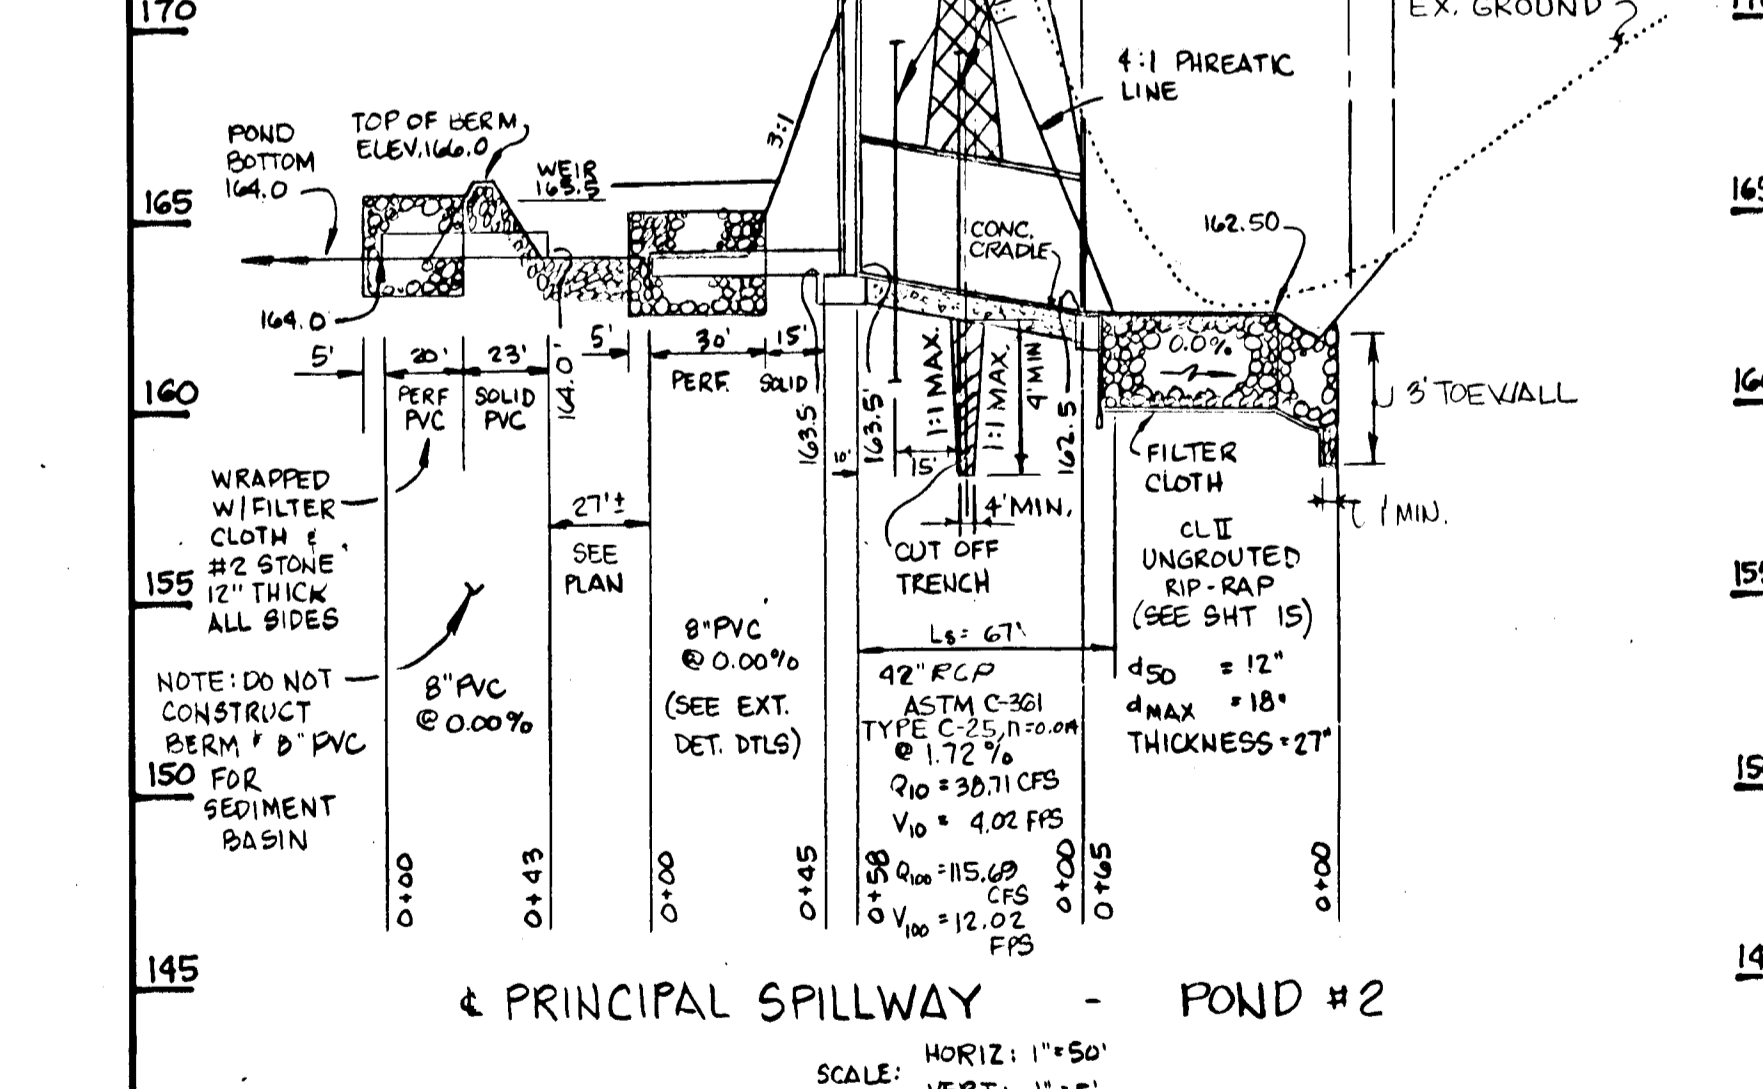 170
EX. GROUND
4:1 PHREATIC
LINE
3:1
TOP OF BERM
ELEV. 166.0
POND
BOTTOM
164.0
WEIR
165.5
165
165
162.50
CONC.
CRADLE
164.0
5'
20'
23'
164.0'
5'
30'
15'
PERF
PVC
SOLID
PVC
PERF.
SOLID
163.5
163.5'
10'
15'
1:1 MAX.
1:1 MAX.
4' MIN
162.5
0.0%
3' TOEWALL
160
FILTER
CLOTH
1' MIN.
4' MIN.
CUT OFF
TRENCH
WRAPPED
W/FILTER
CLOTH &
#2 STONE
12" THICK
ALL SIDES
27'±
SEE
PLAN
CL II
UNGROUTED
RIP-RAP
(SEE SHT 15)
d50 = 12"
dMAX = 18"
THICKNESS = 27"
155
155
8" PVC
@ 0.00%
(SEE EXT.
DET. DTLS)
Ls = 67'
42" RCP
ASTM C-361
TYPE C-25, n=0.01
@ 1.72%
Q10 = 38.71 CFS
V10 = 4.02 FPS
Q100 = 115.69
CFS
V100 = 12.02
FPS
NOTE: DO NOT
CONSTRUCT
BERM & 8" PVC
FOR
SEDIMENT
BASIN
8" PVC
@ 0.00%
150
0+00
0+43
0+00
0+45
0+58
0+00
0+65
0+00
145
℄ PRINCIPAL SPILLWAY - POND #2
SCALE:
HORIZ: 1"=50'